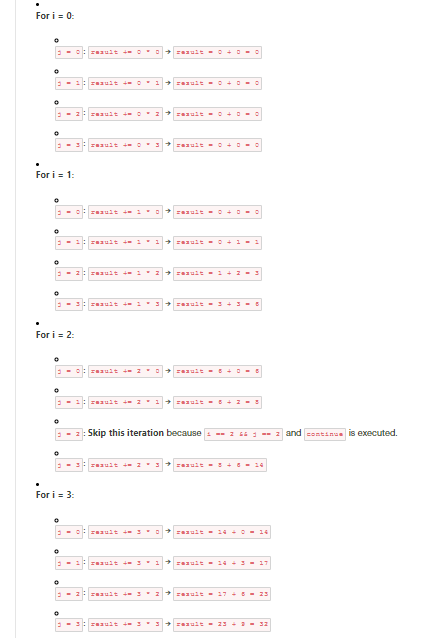 For i = 0:
j = 0: result += 0 * 0 → result = 0 + 0 = 0
j = 1: result += 0 * 1 → result = 0 + 0 = 0
j = 2: result += 0 * 2 → result = 0 + 0 = 0
j = 3: result += 0 * 3 → result = 0 + 0 = 0
For i = 1:
j = 0: result += 1 * 0 → result = 0 + 0 = 0
j = 1: result += 1 * 1 → result = 0 + 1 = 1
j = 2: result += 1 * 2 → result = 1 + 2 = 3
j = 3: result += 1 * 3 → result = 3 + 3 = 6
For i = 2:
j = 0: result += 2 * 0 → result = 6 + 0 = 6
j = 1: result += 2 * 1 → result = 6 + 2 = 8
j = 2: Skip this iteration because i == 2 && j == 2 and continue is executed.
j = 3: result += 2 * 3 → result = 8 + 6 = 14
For i = 3:
j = 0: result += 3 * 0 → result = 14 + 0 = 14
j = 1: result += 3 * 1 → result = 14 + 3 = 17
j = 2: result += 3 * 2 → result = 17 + 6 = 23
j = 3: result += 3 * 3 → result = 23 + 9 = 32